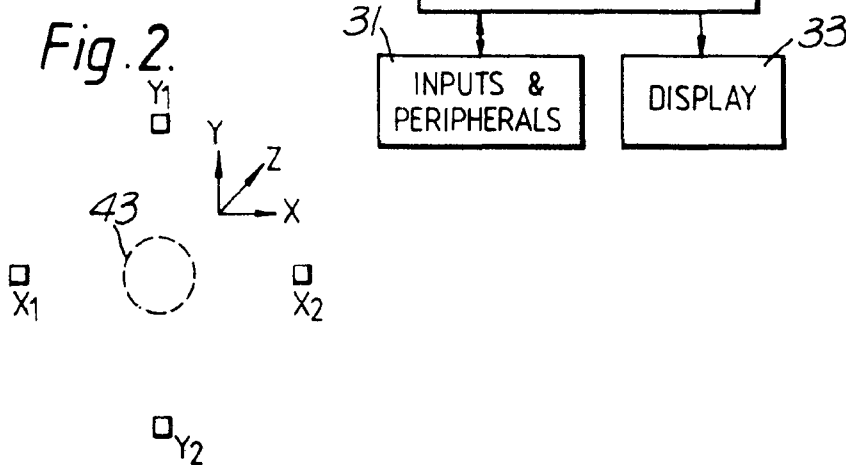 Fig.2.
31
INPUTS &
PERIPHERALS
33
DISPLAY
Y1
Y
Z
X
43
X1
X2
Y2